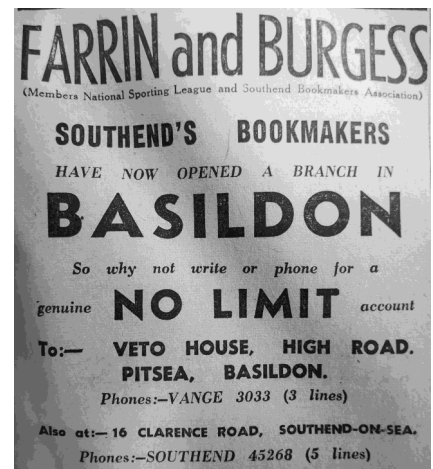 FARRIN and BURGESS
(Members National Sporting League and Southend Bookmakers Association)
SOUTHEND'S BOOKMAKERS
HAVE NOW OPENED A BRANCH IN
BASILDON
So why not write or phone for a
genuine NO LIMIT account
To:— VETO HOUSE, HIGH ROAD.
PITSEA, BASILDON.
Phones:—VANGE 3033 (3 lines)
Also at:— 16 CLARENCE ROAD, SOUTHEND-ON-SEA.
Phones:—SOUTHEND 45268 (5 lines)